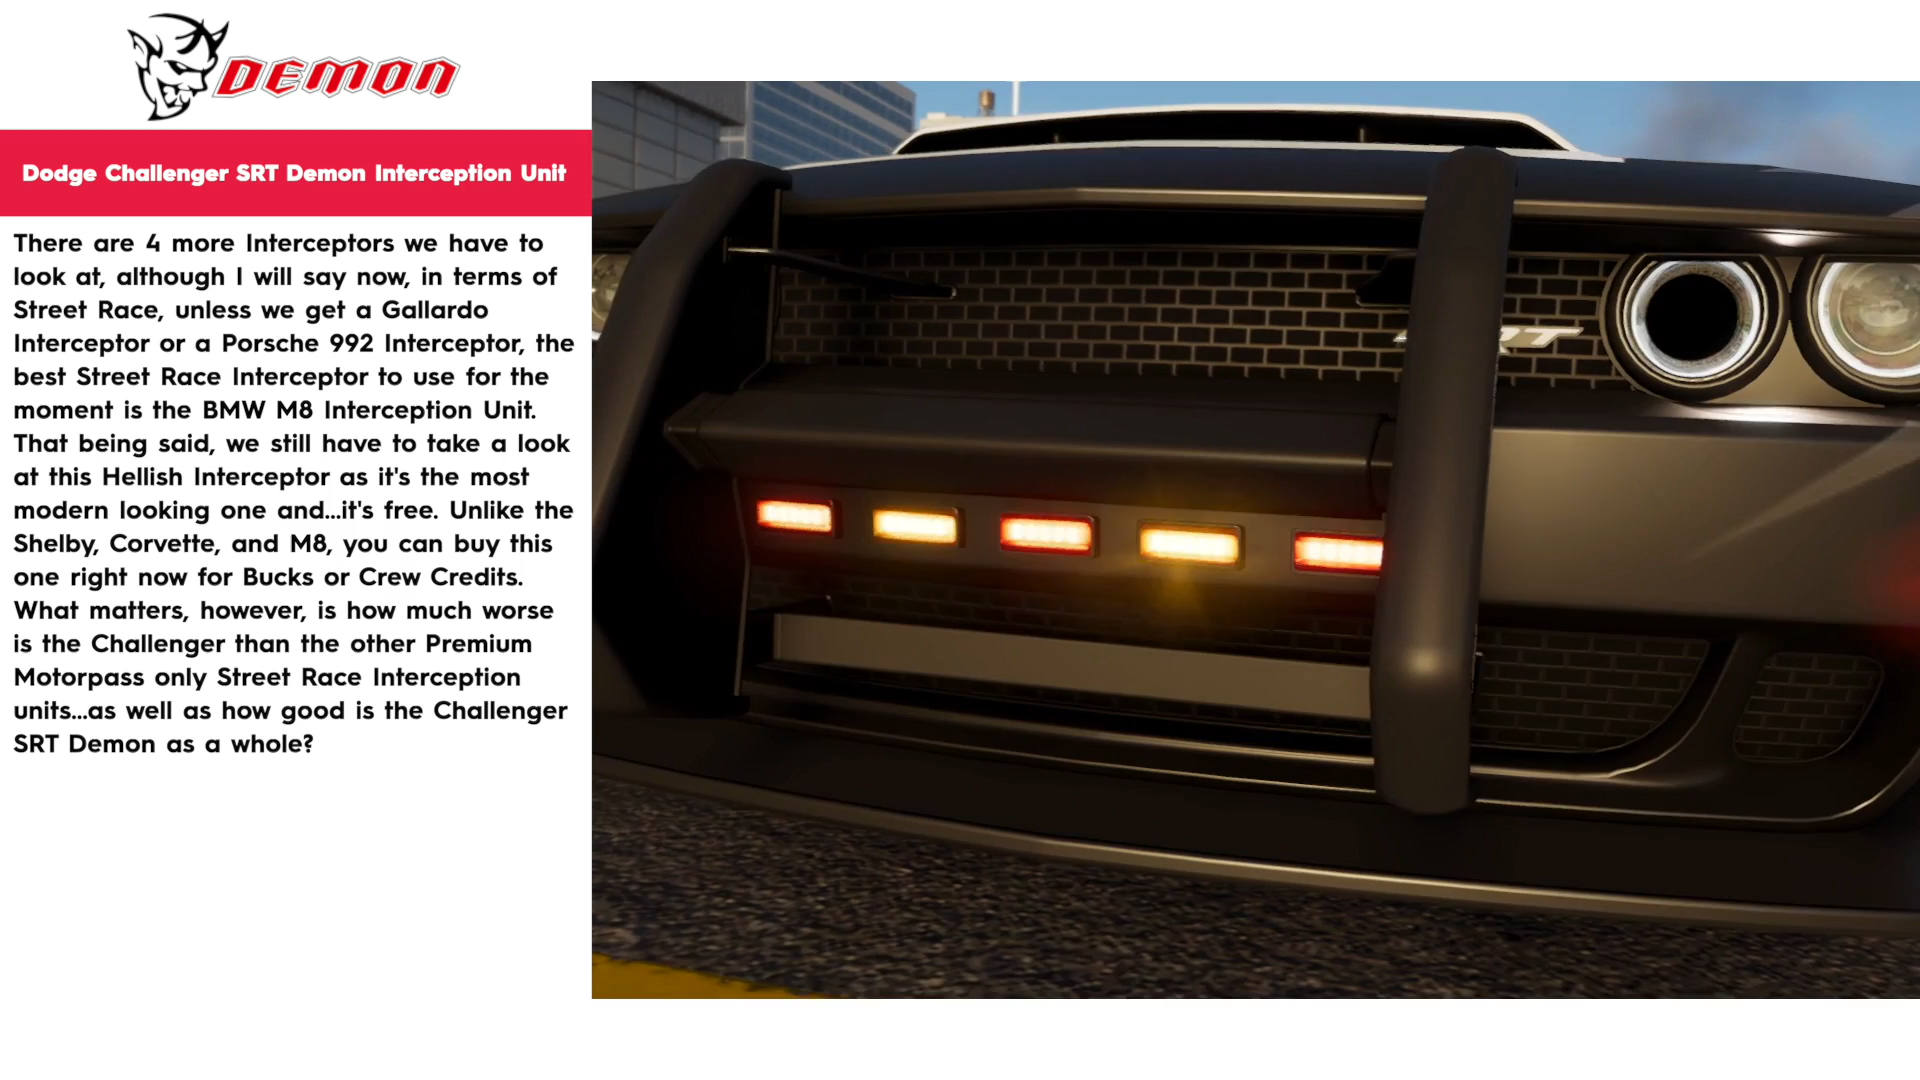 DEMON
Dodge Challenger SRT Demon Interception Unit
There are 4 more Interceptors we have to
look at, although I will say now, in terms of
Street Race, unless we get a Gallardo
Interceptor or a Porsche 992 Interceptor, the
best Street Race Interceptor to use for the
moment is the BMW M8 Interception Unit.
That being said, we still have to take a look
at this Hellish Interceptor as it's the most
modern looking one and...it's free. Unlike the
Shelby, Corvette, and M8, you can buy this
one right now for Bucks or Crew Credits.
What matters, however, is how much worse
is the Challenger than the other Premium
Motorpass only Street Race Interception
units...as well as how good is the Challenger
SRT Demon as a whole?
SRT